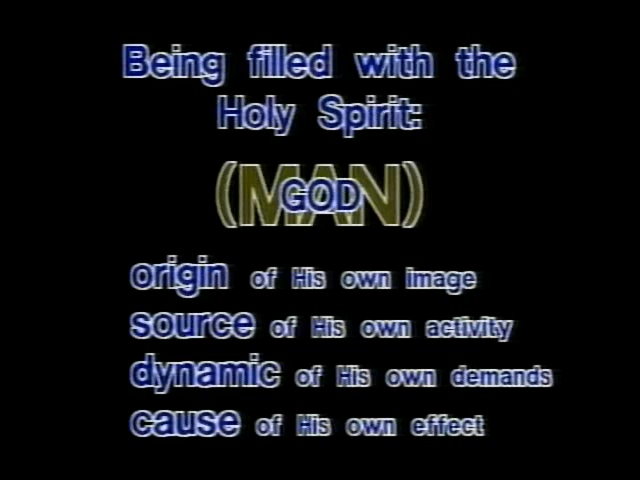 Being filled with the
Holy Spirit:
(MAN)
GOD
origin of His own image
source of His own activity
dynamic of His own demands
cause of His own effect